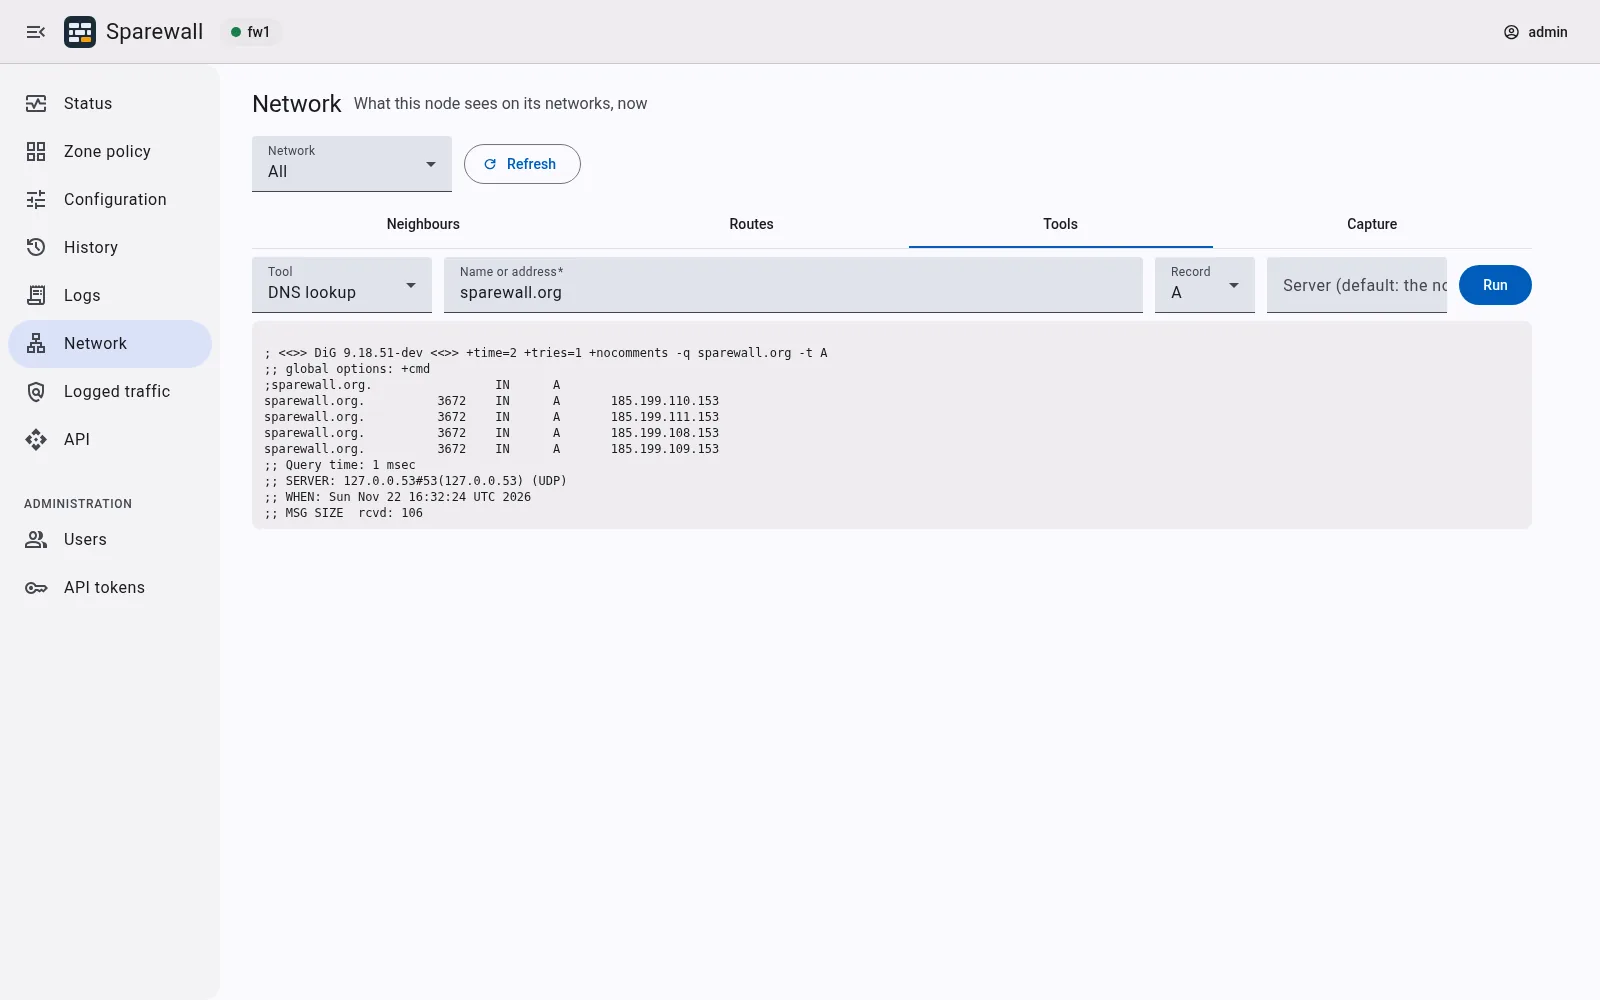 Sparewall
fw1
admin
Status
Zone policy
Configuration
History
Logs
Network
Logged traffic
API
ADMINISTRATION
Users
API tokens
Network
What this node sees on its networks, now
Network
All
Refresh
Neighbours
Routes
Tools
Capture
Tool
DNS lookup
Name or address*
sparewall.org
Record
A
Server (default: the no
Run
; <<>> DiG 9.18.51-dev <<>> +time=2 +tries=1 +nocomments -q sparewall.org -t A
;; global options: +cmd
;sparewall.org. IN A
sparewall.org. 3672 IN A 185.199.110.153
sparewall.org. 3672 IN A 185.199.111.153
sparewall.org. 3672 IN A 185.199.108.153
sparewall.org. 3672 IN A 185.199.109.153
;; Query time: 1 msec
;; SERVER: 127.0.0.53#53(127.0.0.53) (UDP)
;; WHEN: Sun Nov 22 16:32:24 UTC 2026
;; MSG SIZE  rcvd: 106